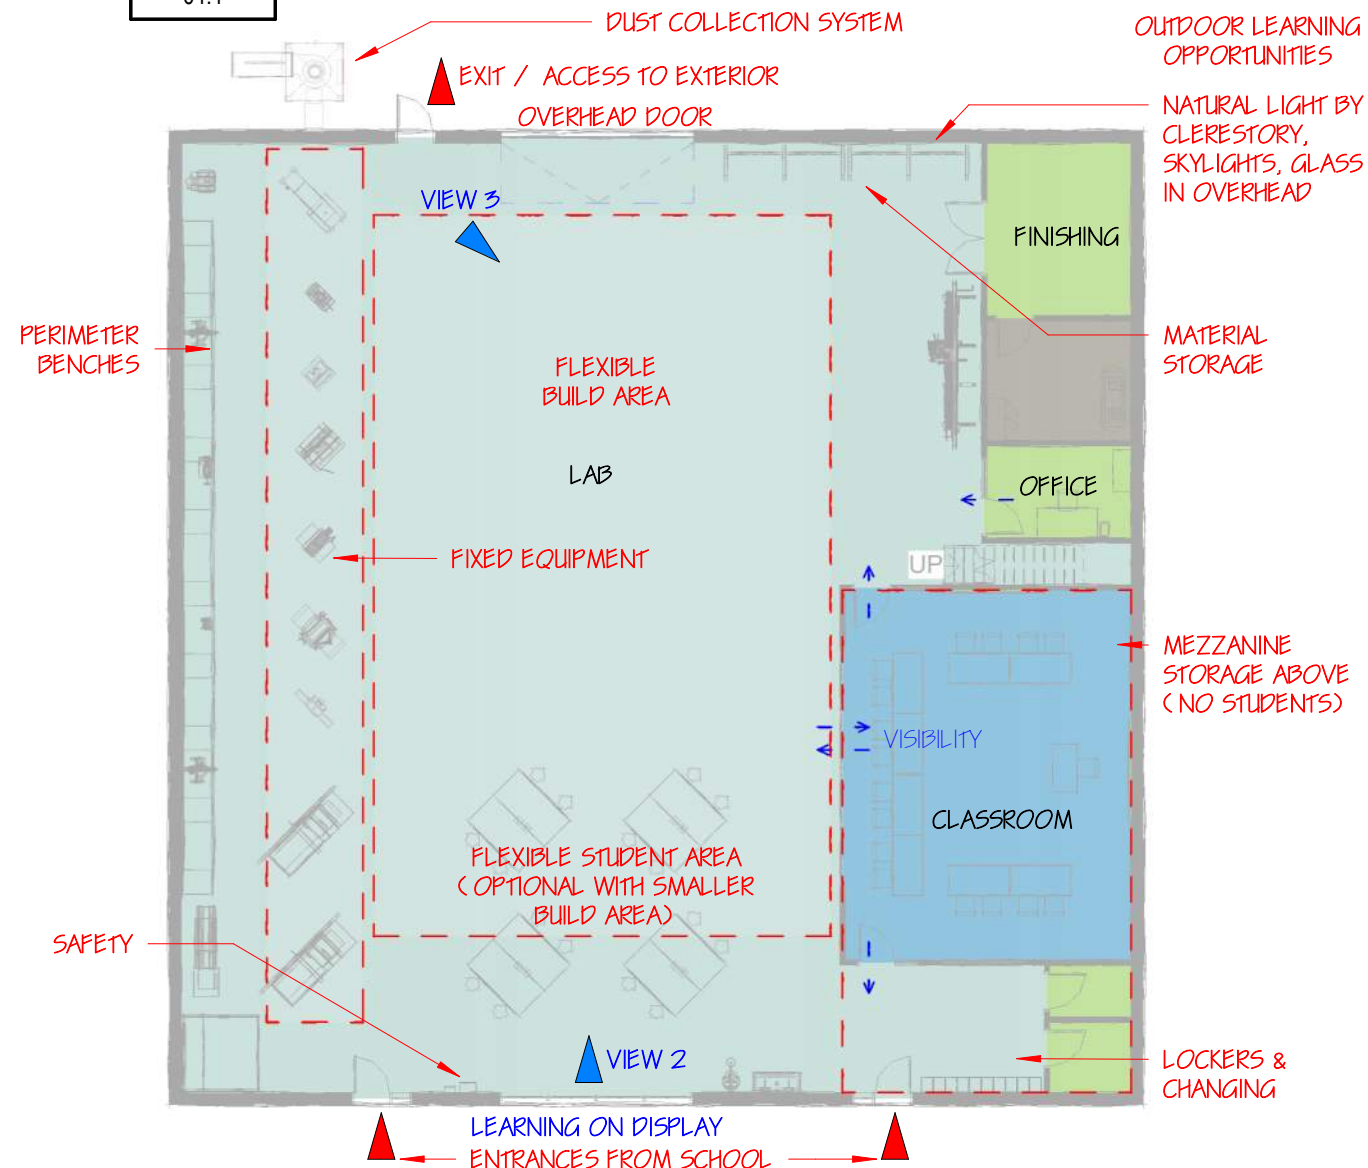 DUST COLLECTION SYSTEM
OUTDOOR LEARNING
OPPORTUNITIES
EXIT / ACCESS TO EXTERIOR
OVERHEAD DOOR
NATURAL LIGHT BY
CLERESTORY,
SKYLIGHTS, GLASS
IN OVERHEAD
VIEW 3
FINISHING
PERIMETER
BENCHES
MATERIAL
STORAGE
FLEXIBLE
BUILD AREA
LAB
OFFICE
FIXED EQUIPMENT
UP
MEZZANINE
STORAGE ABOVE
( NO STUDENTS)
VISIBILITY
CLASSROOM
FLEXIBLE STUDENT AREA
( OPTIONAL WITH SMALLER
BUILD AREA)
SAFETY
VIEW 2
LOCKERS &
CHANGING
LEARNING ON DISPLAY
ENTRANCES FROM SCHOOL